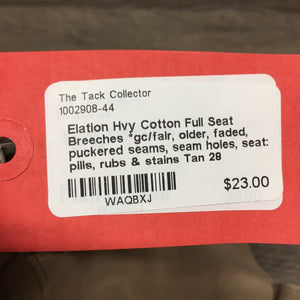 The Tack Collector
1002908-44
Elation Hvy Cotton Full Seat
Breeches *gc/fair, older, faded,
puckered seams, seam holes, seat:
pills, rubs & stains Tan 28
$23.00
WAQBXJ